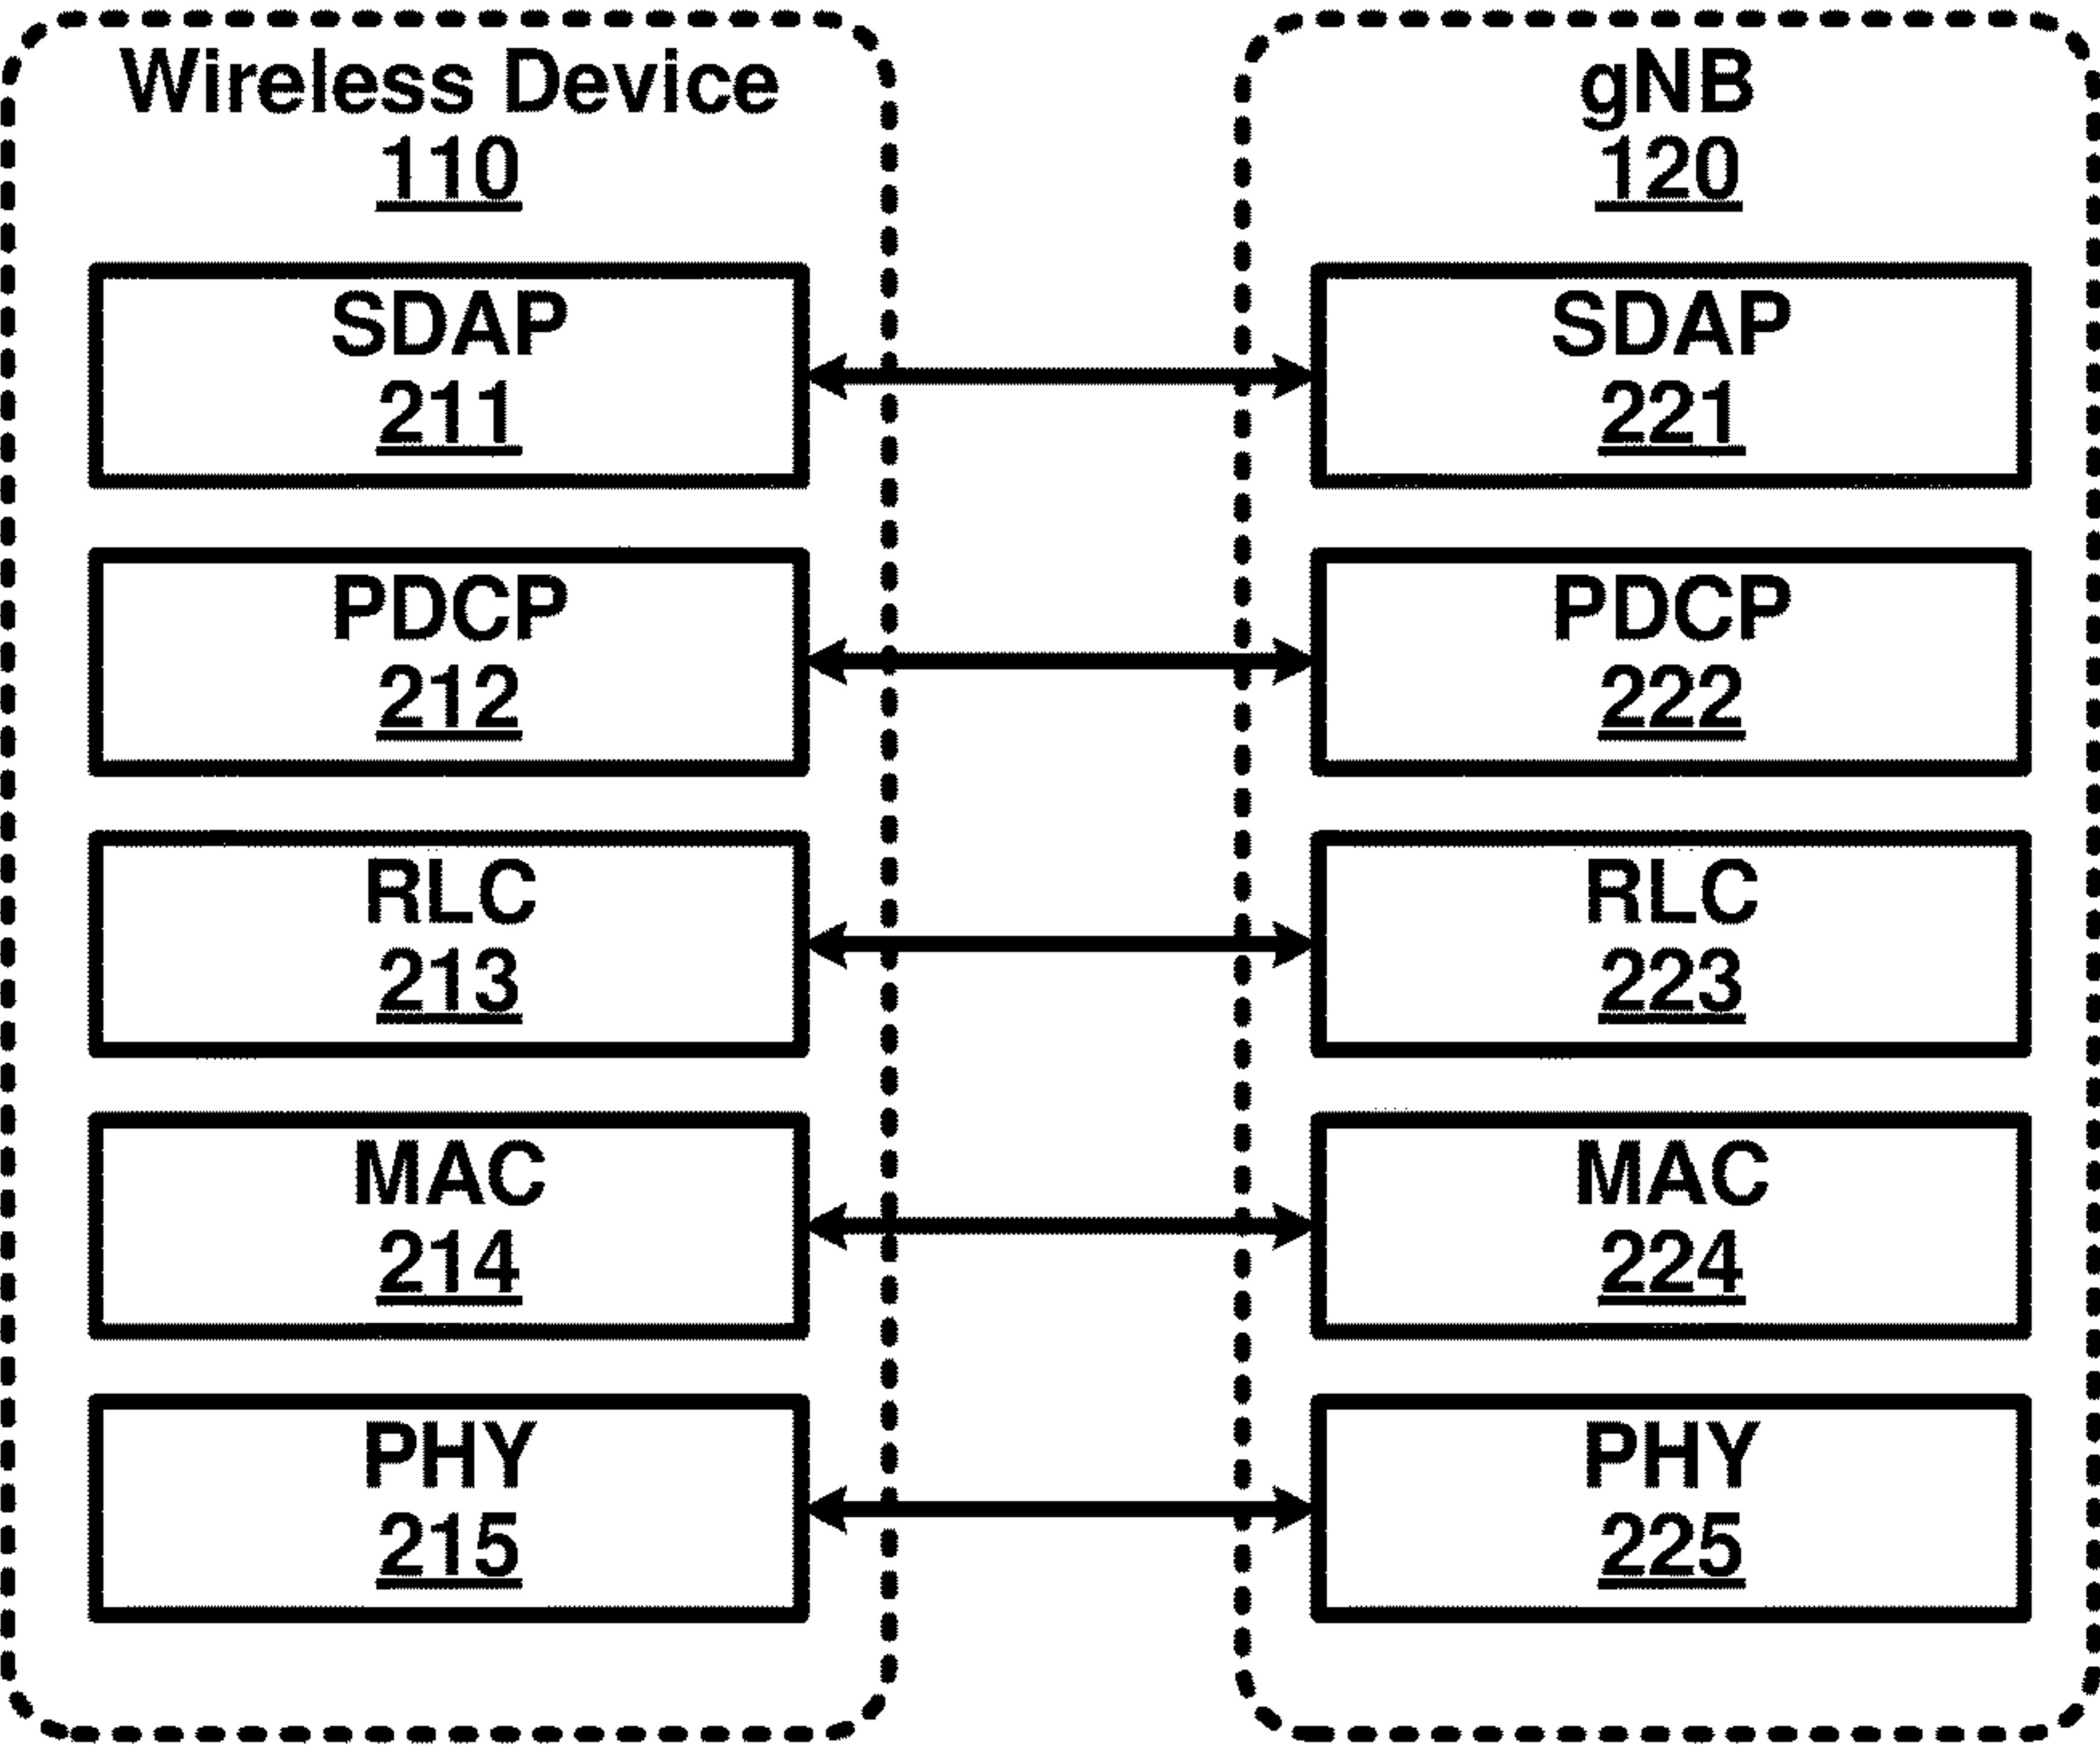 Wireless Device
110
SDAP
211
PDCP
212
RLC
213
MAC
214
PHY
215
gNB
120
SDAP
221
PDCP
222
RLC
223
MAC
224
PHY
225